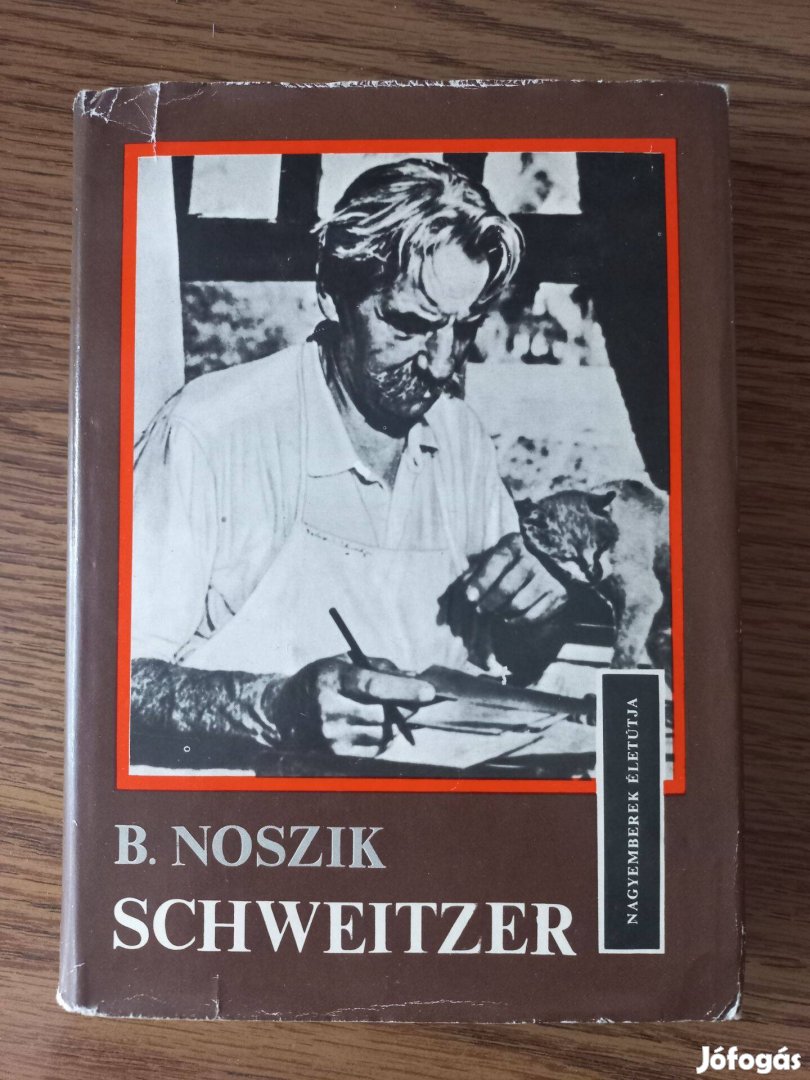 B. NOSZIK
SCHWEITZER
NAGYEMBEREK ÉLETÚTJA
Jófogás